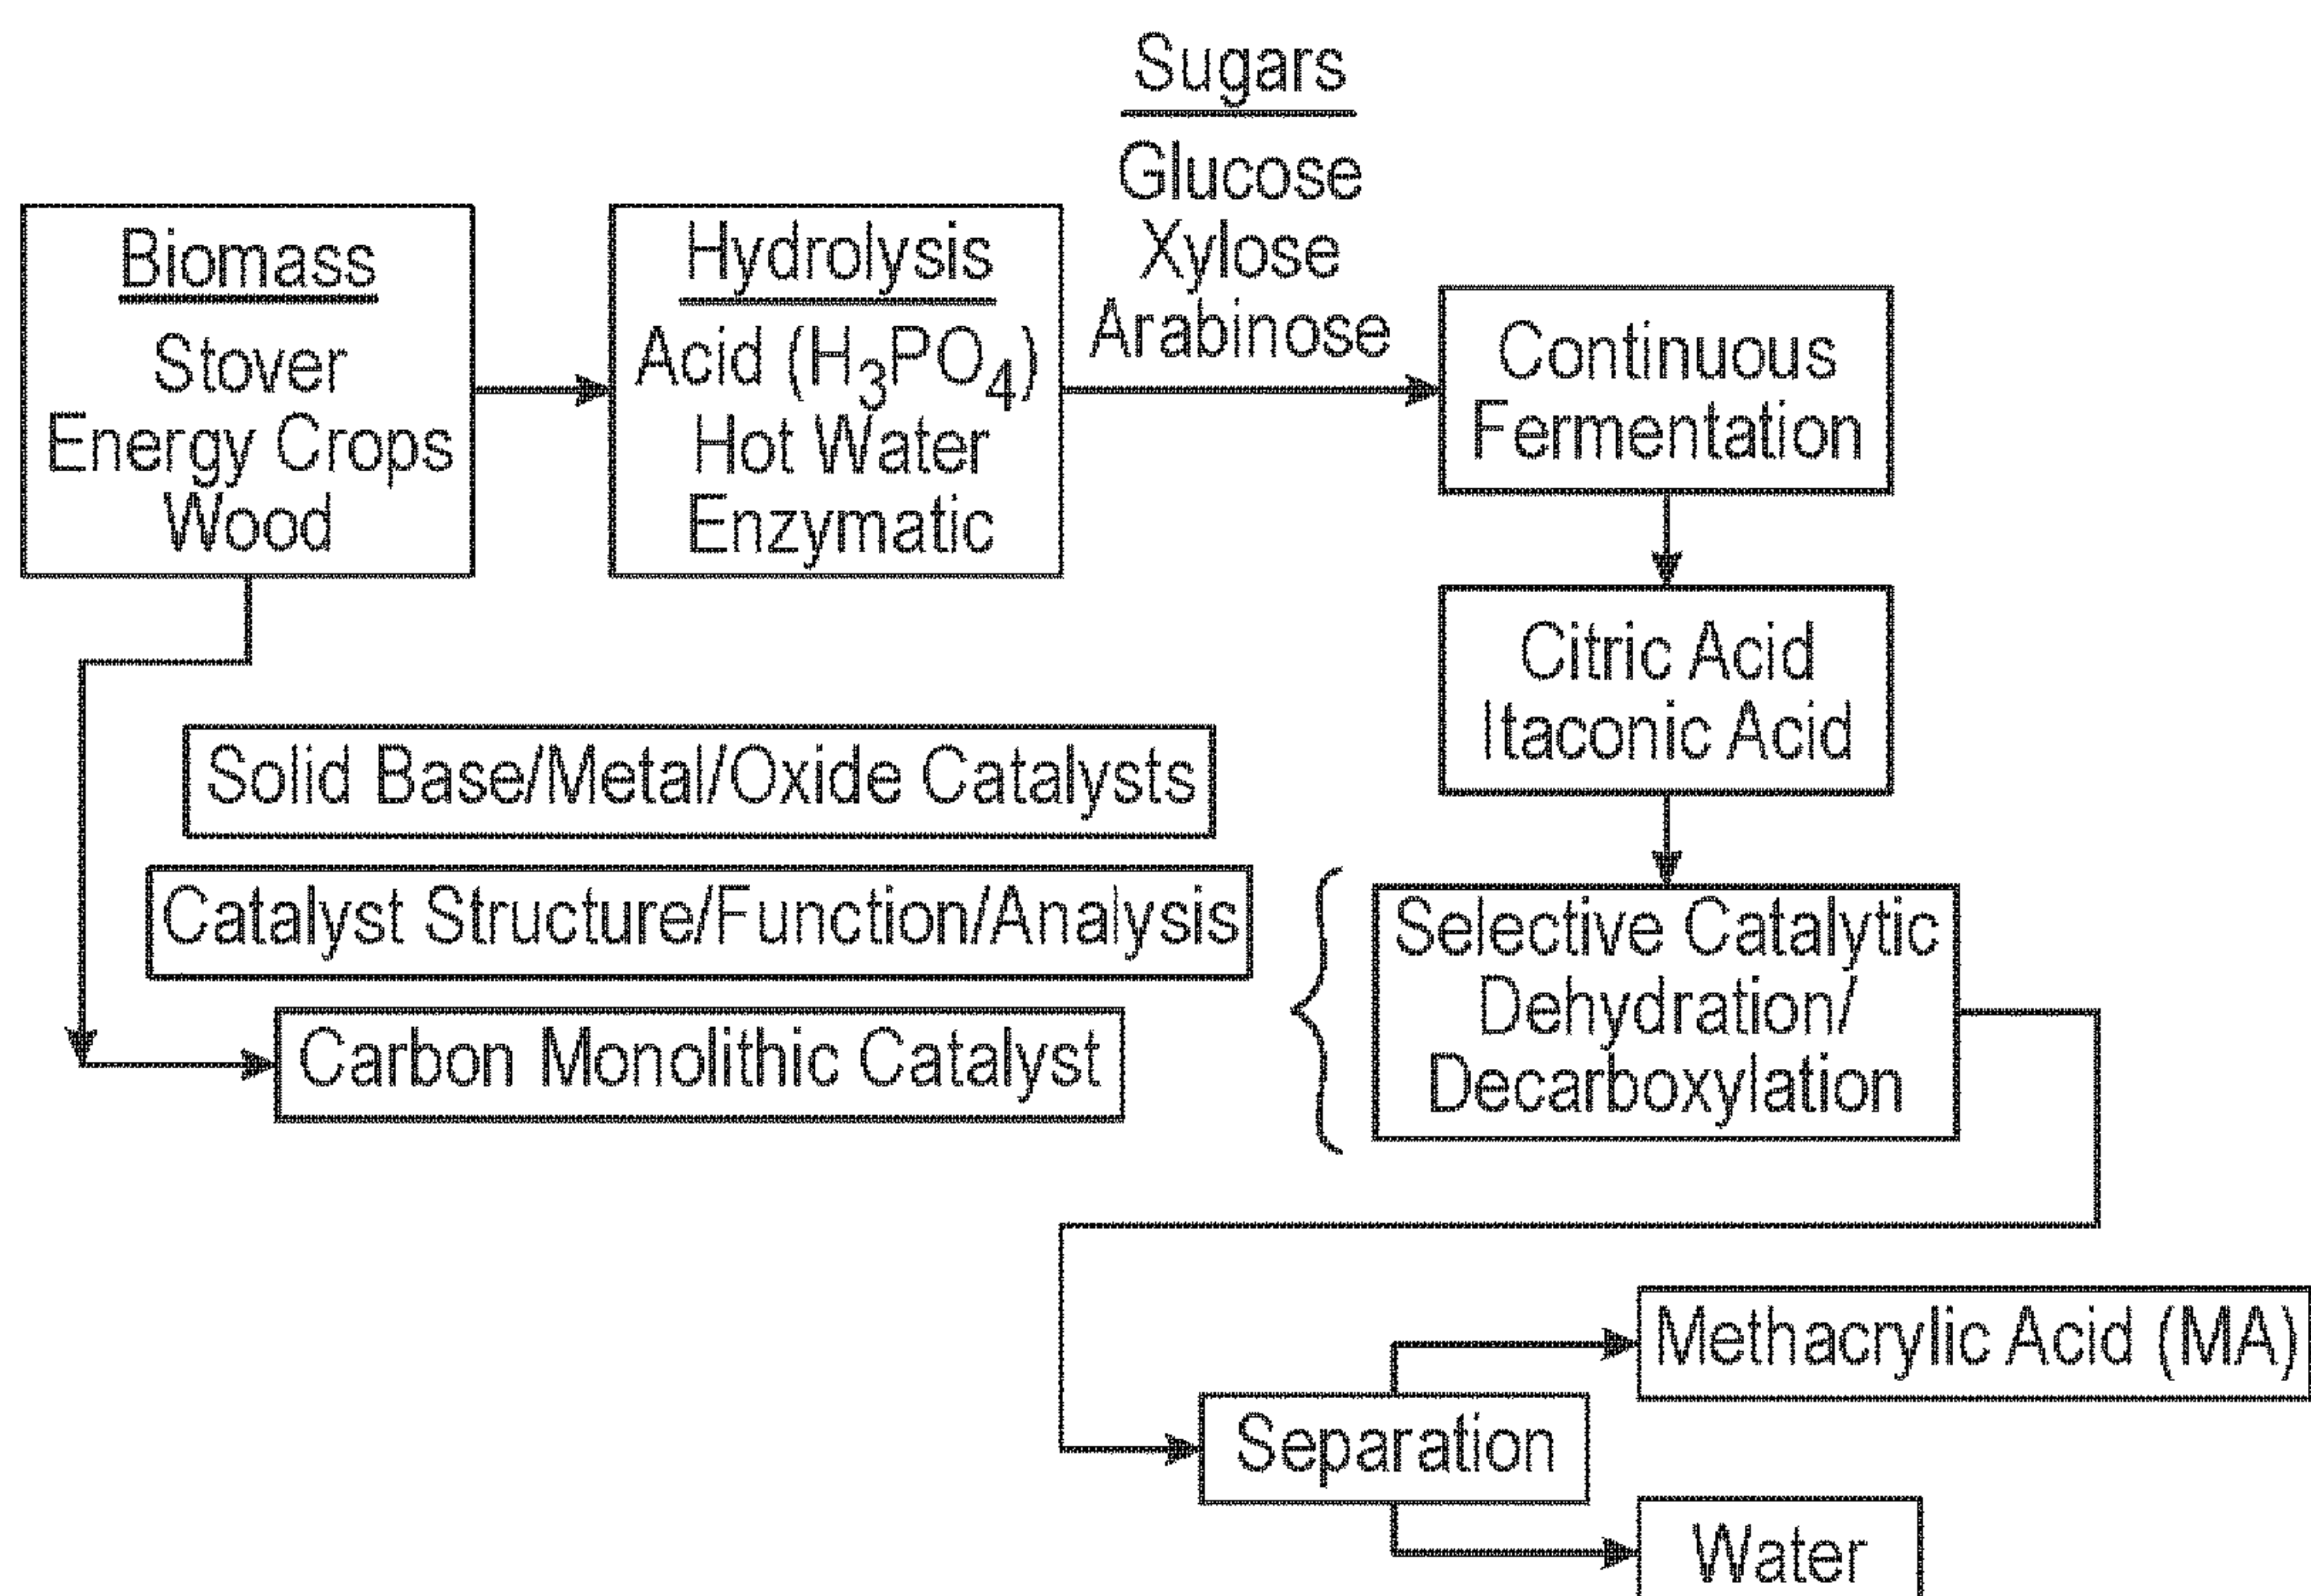 Sugars
Glucose
Xylose
Arabinose
Biomass
Stover
Energy Crops
Wood
Hydrolysis
Acid (H₃PO₄)
Hot Water
Enzymatic
Continuous
Fermentation
Citric Acid
Itaconic Acid
Solid Base/Metal/Oxide Catalysts
Catalyst Structure/Function/Analysis
Carbon Monolithic Catalyst
Selective Catalytic
Dehydration/
Decarboxylation
Methacrylic Acid (MA)
Separation
Water